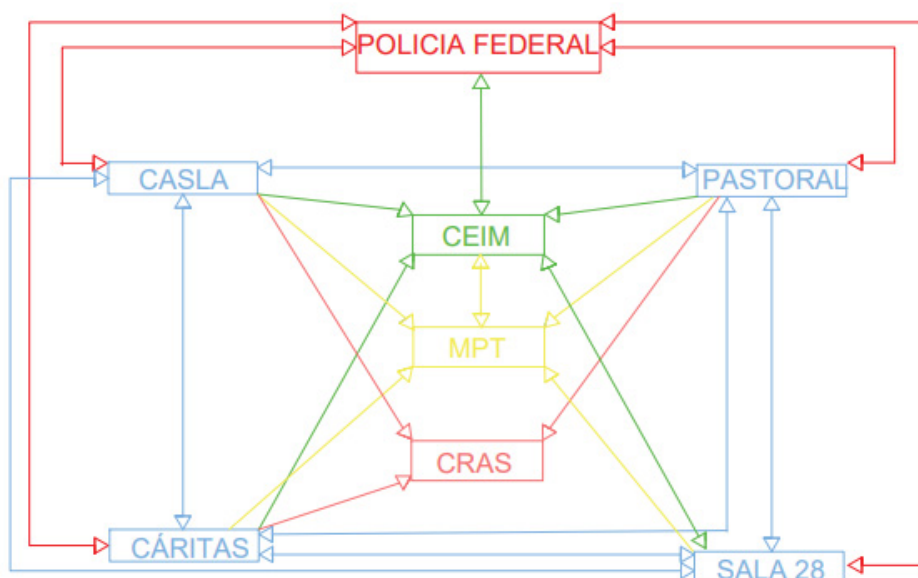 POLICIA FEDERAL
CASLA
PASTORAL
CEIM
MPT
CRAS
CÁRITAS
SALA 28